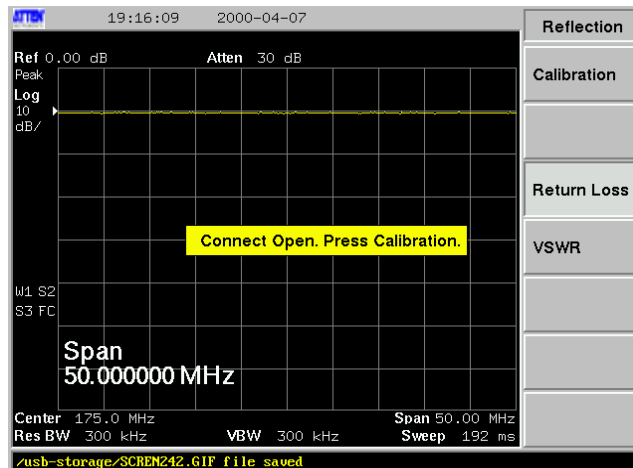 ATTEN 19:16:09 2000-04-07
Reflection
Ref 0.00 dB Atten 30 dB
Peak
Log
10
dB/
Calibration
Return Loss
Connect Open. Press Calibration.
VSWR
W1 S2
S3 FC
Span
50.000000 MHz
Center 175.0 MHz Span 50.00 MHz
Res BW 300 kHz VBW 300 kHz Sweep 192 ms
/usb-storage/SCREN242.GIF file saved